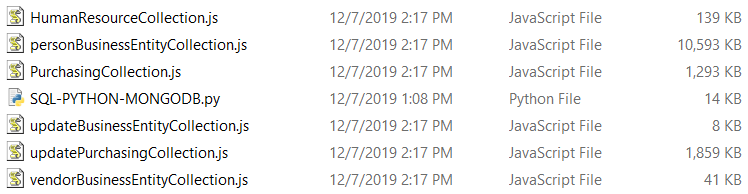 HumanResourceCollection.js 12/7/2019 2:17 PM JavaScript File 139 KB
personBusinessEntityCollection.js 12/7/2019 2:17 PM JavaScript File 10,593 KB
PurchasingCollection.js 12/7/2019 2:17 PM JavaScript File 1,293 KB
SQL-PYTHON-MONGODB.py 12/7/2019 1:08 PM Python File 14 KB
updateBusinessEntityCollection.js 12/7/2019 2:17 PM JavaScript File 8 KB
updatePurchasingCollection.js 12/7/2019 2:17 PM JavaScript File 1,859 KB
vendorBusinessEntityCollection.js 12/7/2019 2:17 PM JavaScript File 41 KB